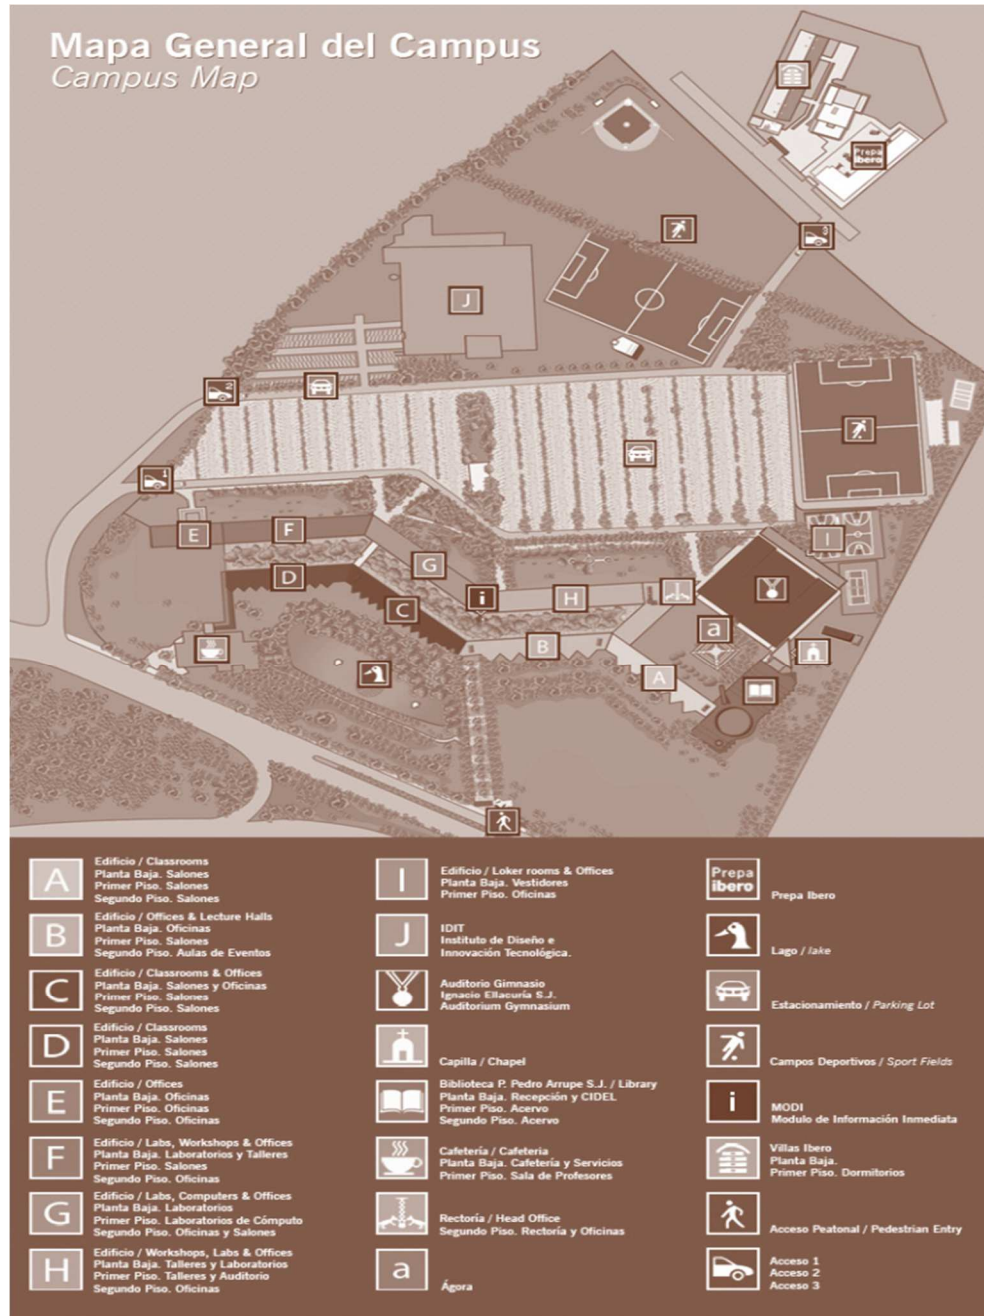 Mapa General del Campus
Campus Map
Prepa
ibero
3
J
2
1
E
F
G
D
i
H
C
a
B
A
I
A
Edificio / Classrooms
Planta Baja. Salones
Primer Piso. Salones
Segundo Piso. Salones
B
Edificio / Offices & Lecture Halls
Planta Baja. Oficinas
Primer Piso. Salones
Segundo Piso. Aulas de Eventos
C
Edificio / Classrooms & Offices
Planta Baja. Salones y Oficinas
Primer Piso. Salones
Segundo Piso. Salones
D
Edificio / Classrooms
Planta Baja. Salones
Primer Piso. Salones
Segundo Piso. Salones
E
Edificio / Offices
Planta Baja. Oficinas
Primer Piso. Oficinas
Segundo Piso. Oficinas
F
Edificio / Labs, Workshops & Offices
Planta Baja. Laboratorios y Talleres
Primer Piso. Salones
Segundo Piso. Oficinas
G
Edificio / Labs, Computers & Offices
Planta Baja. Laboratorios
Primer Piso. Laboratorios de Cómputo
Segundo Piso. Oficinas y Salones
H
Edificio / Workshops, Labs & Offices
Planta Baja. Talleres y Laboratorios
Primer Piso. Talleres y Auditorio
Segundo Piso. Oficinas
I
Edificio / Loker rooms & Offices
Planta Baja. Vestidores
Primer Piso. Oficinas
J
IDIT
Instituto de Diseño e
Innovación Tecnológica.
Auditorio Gimnasio
Ignacio Ellacuría S.J.
Auditorium Gymnasium
Capilla / Chapel
Biblioteca P. Pedro Arrupe S.J. / Library
Planta Baja. Recepción y CIDEL
Primer Piso. Acervo
Segundo Piso. Acervo
Cafetería / Cafeteria
Planta Baja. Cafetería y Servicios
Primer Piso. Sala de Profesores
Rectoría / Head Office
Segundo Piso. Rectoría y Oficinas
a
Ágora
Prepa
ibero
Prepa Ibero
Lago / lake
Estacionamiento / Parking Lot
Campos Deportivos / Sport Fields
i
MODI
Modulo de Información Inmediata
Villas Ibero
Planta Baja.
Primer Piso. Dormitorios
Acceso Peatonal / Pedestrian Entry
Acceso 1
Acceso 2
Acceso 3